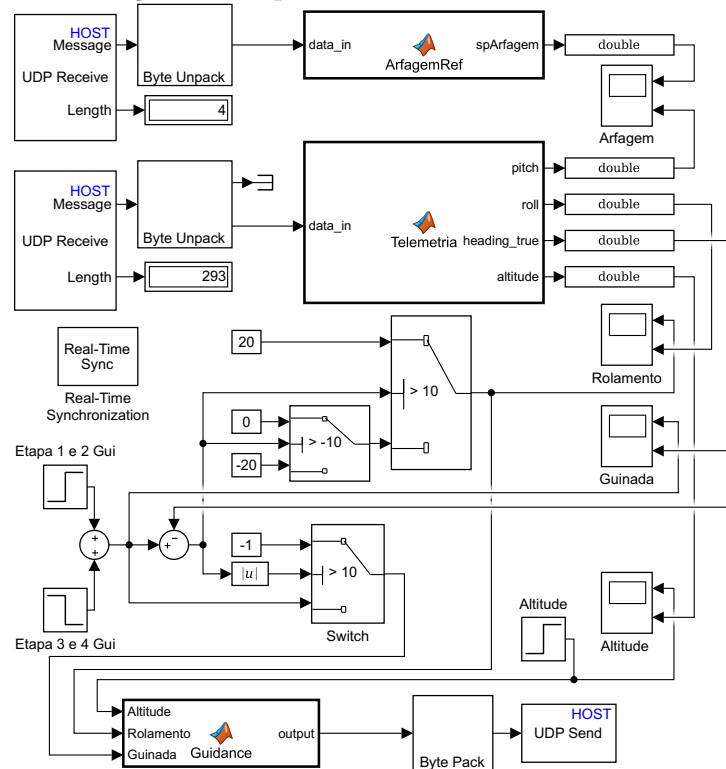 HOST
Message
UDP Receive
Length
Byte Unpack
4
data_in
spArfagem
ArfagemRef
double
Arfagem
HOST
Message
UDP Receive
Length
Byte Unpack
293
data_in
Telemetria
pitch
roll
heading_true
altitude
double
double
double
double
Real-Time
Sync
Real-Time
Synchronization
20
> 10
0
> -10
-20
Rolamento
Guinada
Etapa 1 e 2 Gui
+
+
+
−
Etapa 3 e 4 Gui
-1
|u|
> 10
Switch
Altitude
Altitude
Altitude
Rolamento
Guinada
Guidance
output
Byte Pack
HOST
UDP Send